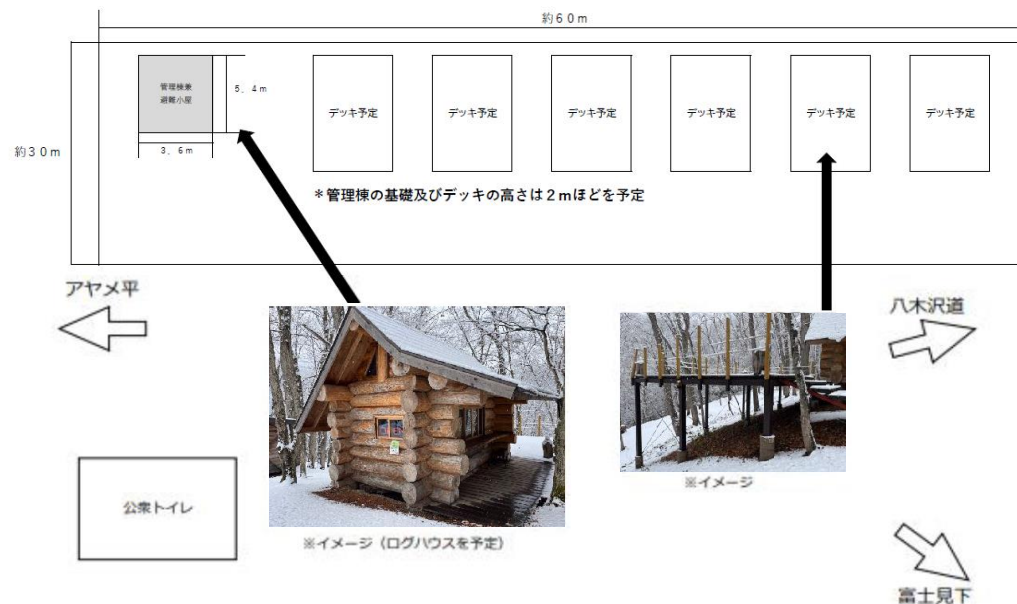 約60m
管理棟兼
避難小屋
5．4m
3．6m
約30m
デッキ予定
デッキ予定
デッキ予定
デッキ予定
デッキ予定
デッキ予定
＊管理棟の基礎及びデッキの高さは2mほどを予定
アヤメ平
八木沢道
※イメージ
公衆トイレ
※イメージ（ログハウスを予定）
富士見下